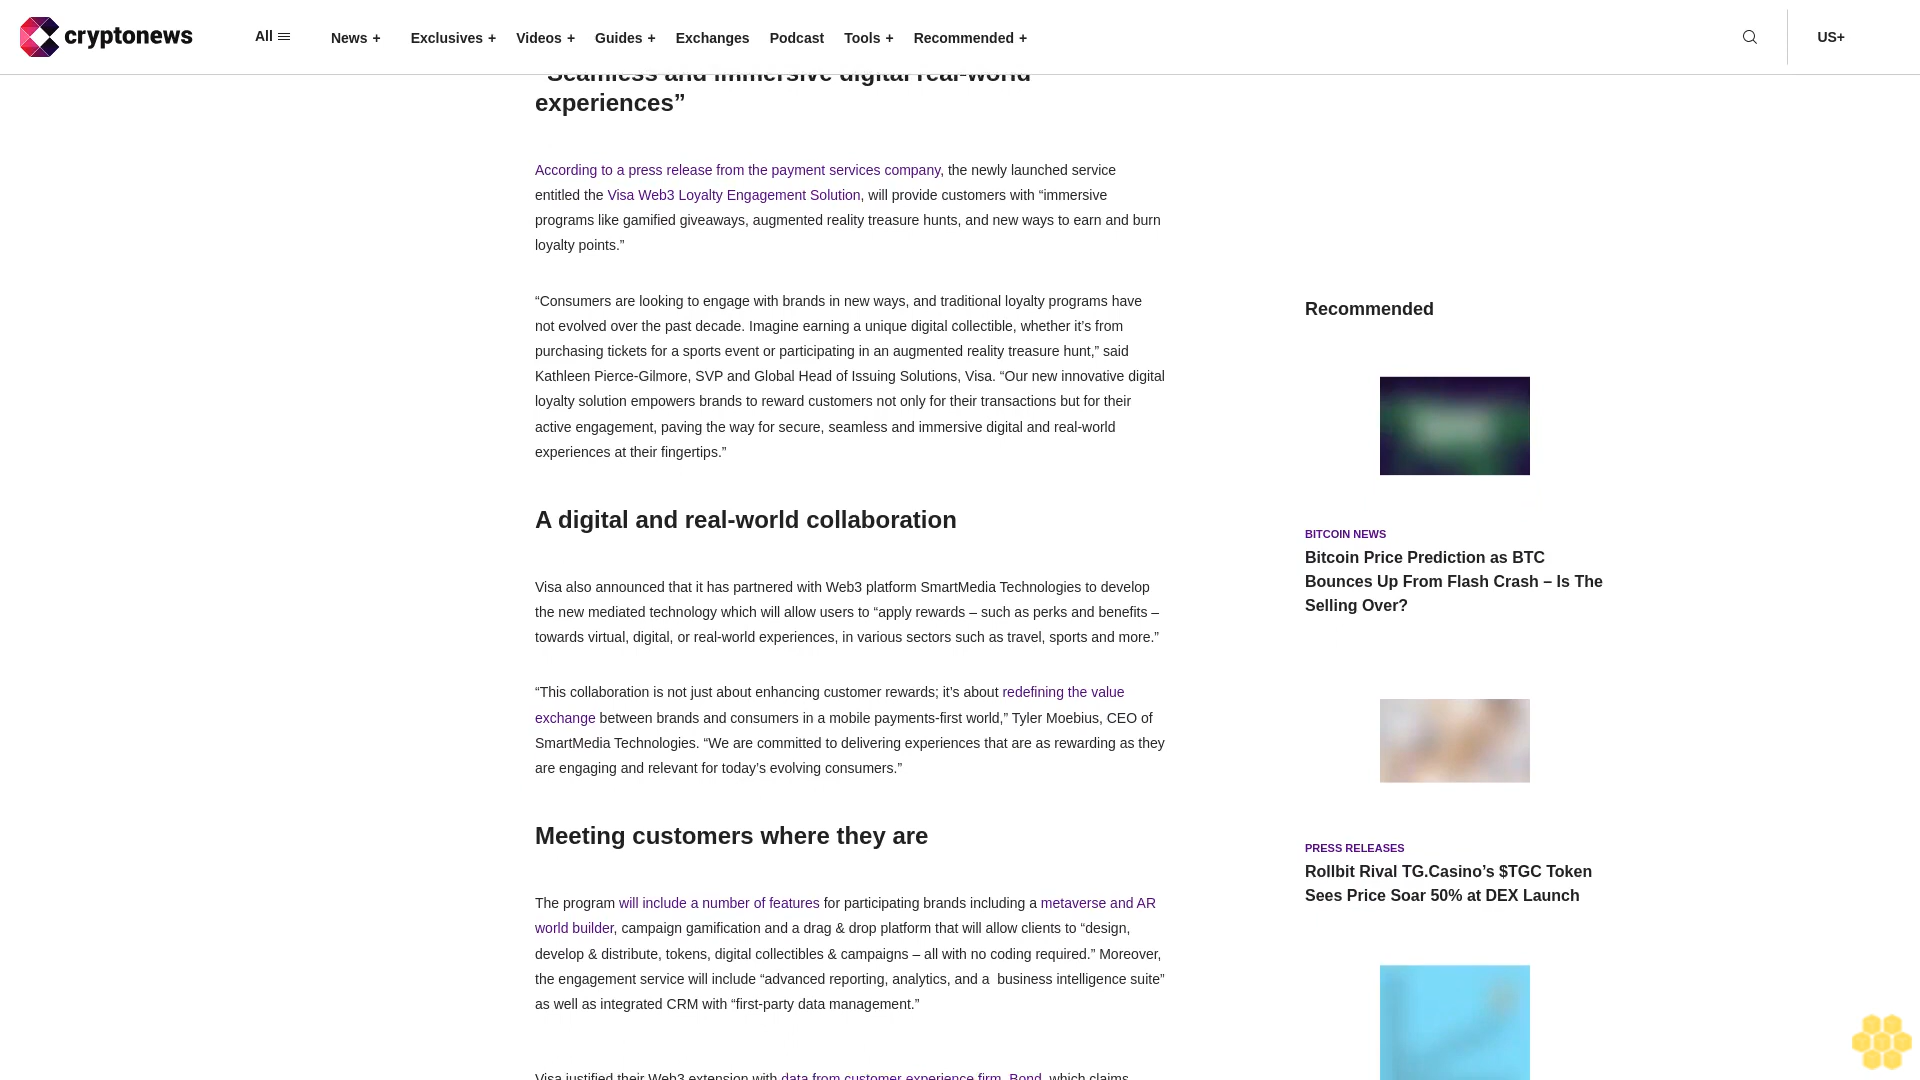 cryptonews
All
News +
Exclusives +
Videos +
Guides +
Exchanges
Podcast
Tools +
Recommended +
US+
“Seamless and immersive digital real-world
experiences”
According to a press release from the payment services company, the newly launched service
entitled the Visa Web3 Loyalty Engagement Solution, will provide customers with “immersive
programs like gamified giveaways, augmented reality treasure hunts, and new ways to earn and burn
loyalty points.”
“Consumers are looking to engage with brands in new ways, and traditional loyalty programs have
not evolved over the past decade. Imagine earning a unique digital collectible, whether it’s from
purchasing tickets for a sports event or participating in an augmented reality treasure hunt,” said
Kathleen Pierce-Gilmore, SVP and Global Head of Issuing Solutions, Visa. “Our new innovative digital
loyalty solution empowers brands to reward customers not only for their transactions but for their
active engagement, paving the way for secure, seamless and immersive digital and real-world
experiences at their fingertips.”
A digital and real-world collaboration
Visa also announced that it has partnered with Web3 platform SmartMedia Technologies to develop
the new mediated technology which will allow users to “apply rewards – such as perks and benefits –
towards virtual, digital, or real-world experiences, in various sectors such as travel, sports and more.”
“This collaboration is not just about enhancing customer rewards; it’s about redefining the value
exchange between brands and consumers in a mobile payments-first world,” Tyler Moebius, CEO of
SmartMedia Technologies. “We are committed to delivering experiences that are as rewarding as they
are engaging and relevant for today’s evolving consumers.”
Meeting customers where they are
The program will include a number of features for participating brands including a metaverse and AR
world builder, campaign gamification and a drag & drop platform that will allow clients to “design,
develop & distribute, tokens, digital collectibles & campaigns – all with no coding required.” Moreover,
the engagement service will include “advanced reporting, analytics, and a  business intelligence suite”
as well as integrated CRM with “first-party data management.”
Visa justified their Web3 extension with data from customer experience firm, Bond, which claims
Recommended
BITCOIN NEWS
Bitcoin Price Prediction as BTC
Bounces Up From Flash Crash – Is The
Selling Over?
PRESS RELEASES
Rollbit Rival TG.Casino’s $TGC Token
Sees Price Soar 50% at DEX Launch